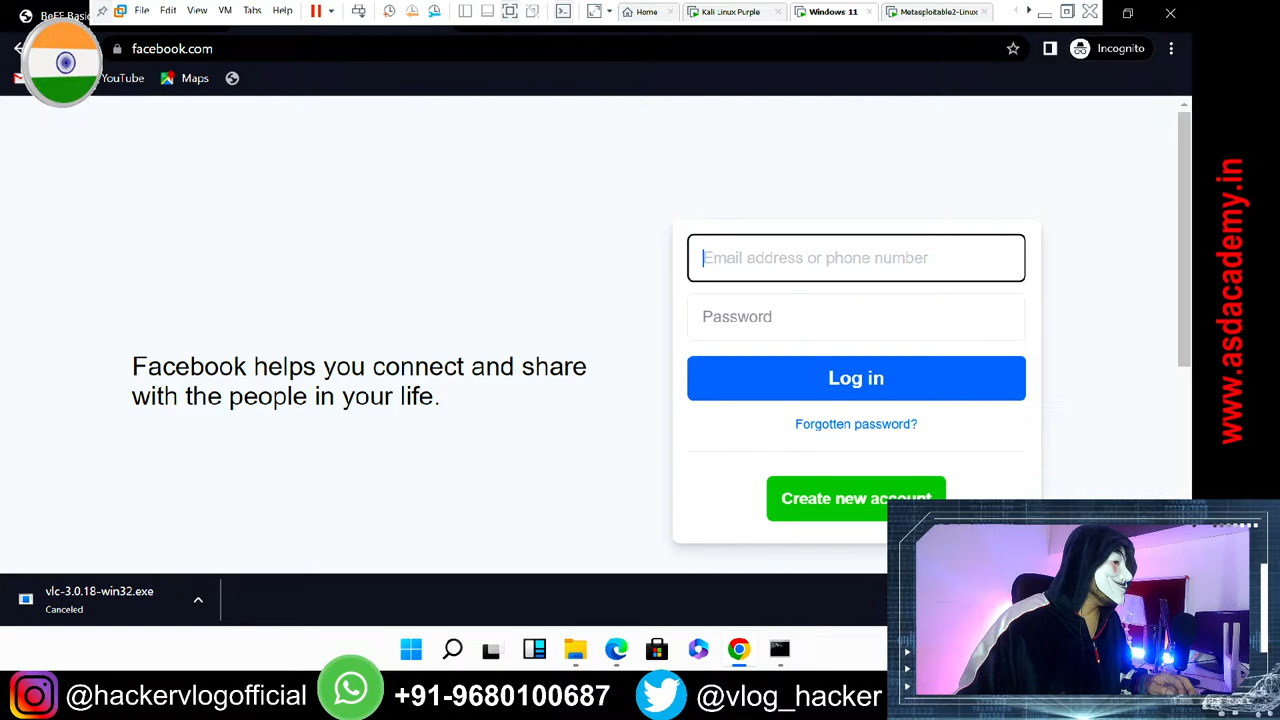 BeEF Basic
File Edit View VM Tabs Help
Home
Kali Linux Purple
Windows 11
Metasploitable2-Linux
facebook.com
Incognito
YouTube
Maps
Email address or phone number
Password
Facebook helps you connect and share
with the people in your life.
Log in
Forgotten password?
Create new account
vlc-3.0.18-win32.exe
Canceled
www.asdacademy.in
@hackervlogofficial
+91-9680100687
@vlog_hacker